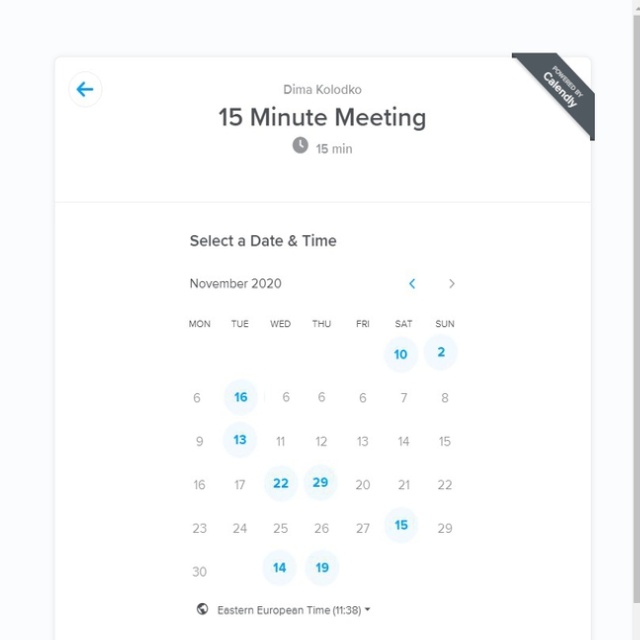 POWERED BY
Calendly
Dima Kolodko
15 Minute Meeting
15 min
Select a Date & Time
November 2020
MON TUE WED THU FRI SAT SUN
10 2
6 16 6 6 6 7 8
9 13 11 12 13 14 15
16 17 22 29 20 21 22
23 24 25 26 27 15 29
30 14 19
Eastern European Time (11:38)